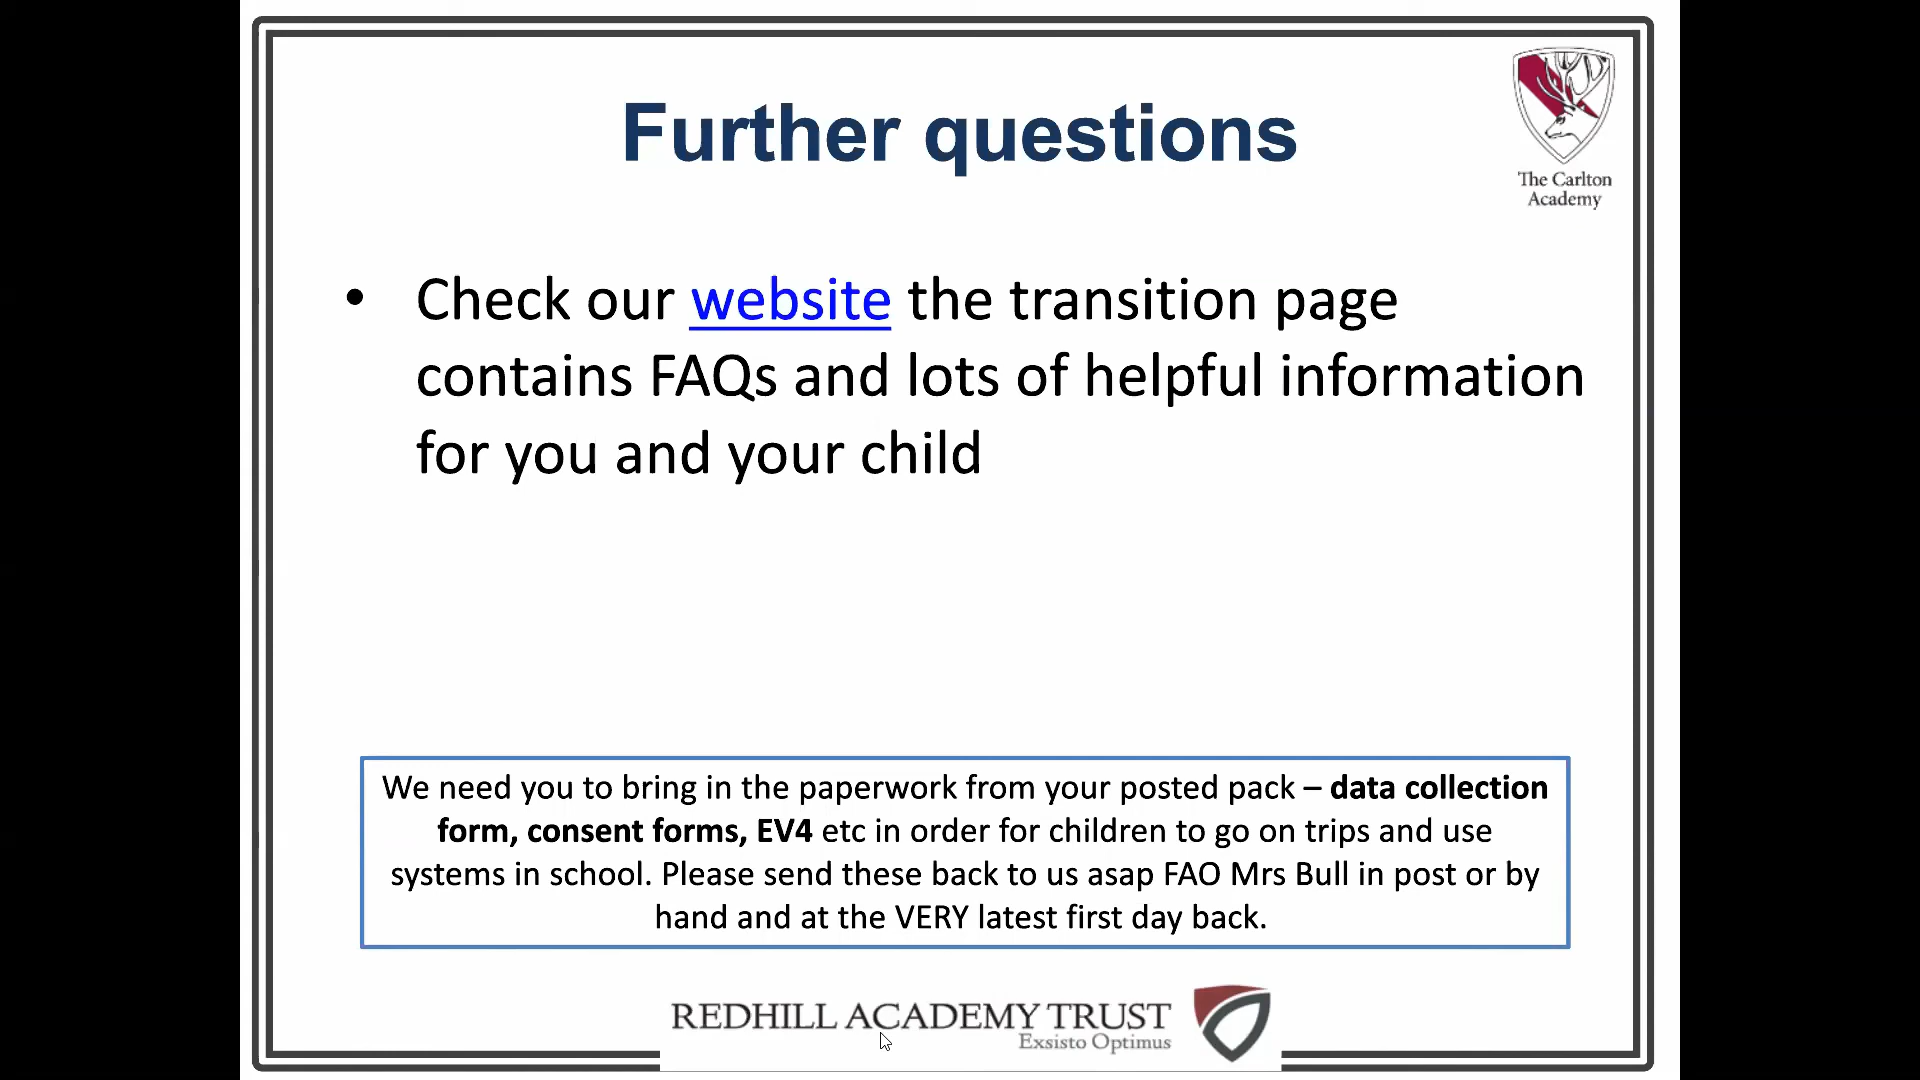 Further questions
The Carlton
Academy
• Check our website the transition page
contains FAQs and lots of helpful information
for you and your child
We need you to bring in the paperwork from your posted pack – data collection
form, consent forms, EV4 etc in order for children to go on trips and use
systems in school. Please send these back to us asap FAO Mrs Bull in post or by
hand and at the VERY latest first day back.
REDHILL ACADEMY TRUST
Exsisto Optimus